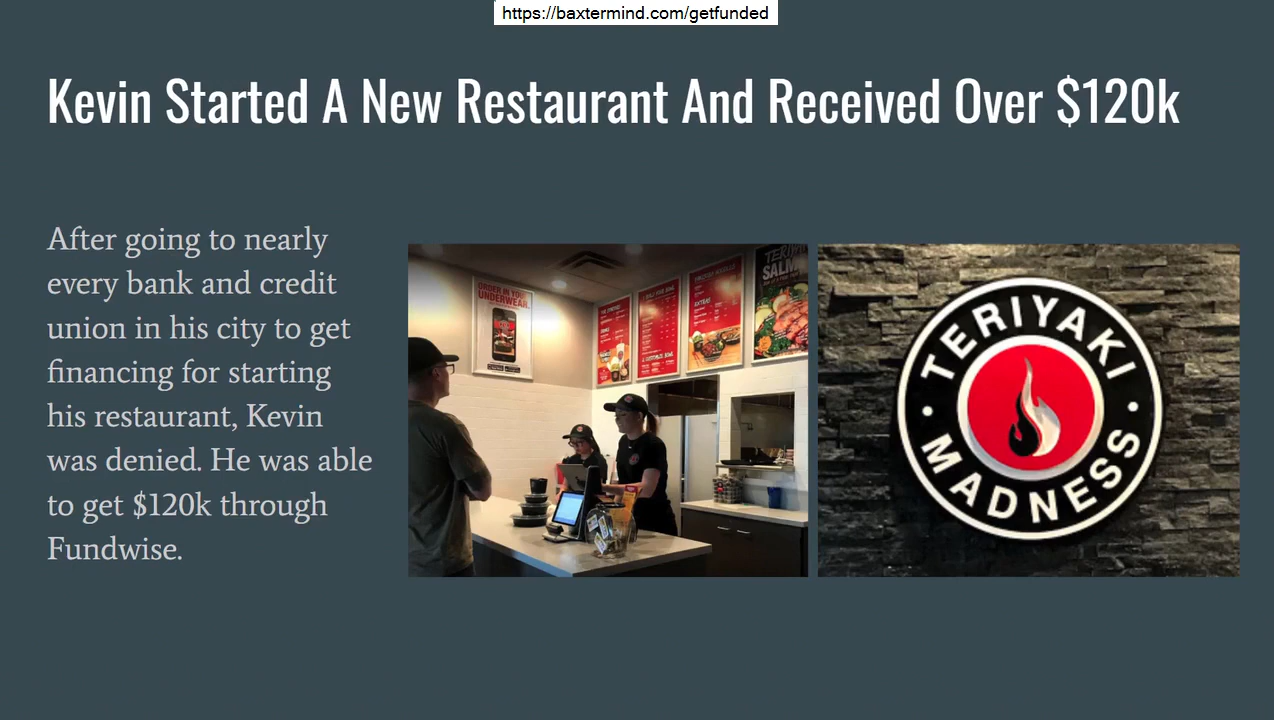 https://baxtermind.com/getfunded
Kevin Started A New Restaurant And Received Over $120k
After going to nearly
every bank and credit
union in his city to get
financing for starting
his restaurant, Kevin
was denied. He was able
to get $120k through
Fundwise.
ORDER IN YOUR
UNDERWEAR.
EXTRAS
SALMON
TERIYAKI
MADNESS